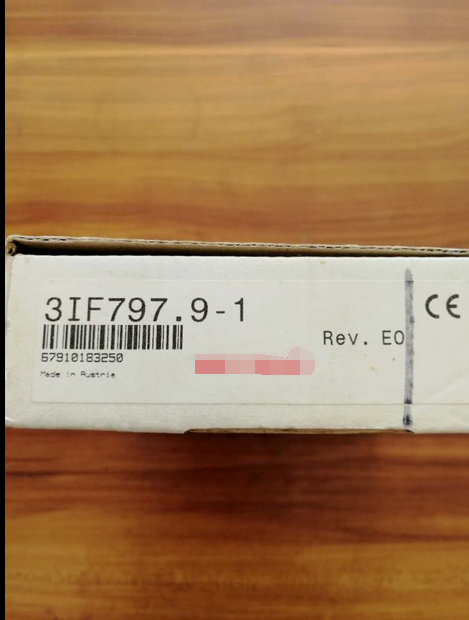 3IF797.9-1
CE
Rev. E0
67910183250
Made in Austria